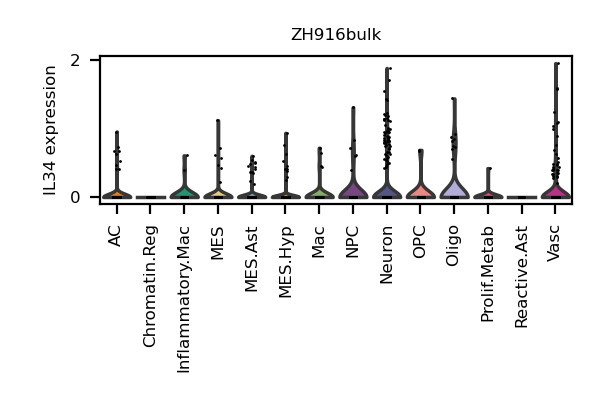 ZH916bulk
IL34 expression
2
0
AC
Chromatin.Reg
Inflammatory.Mac
MES
MES.Ast
MES.Hyp
Mac
NPC
Neuron
OPC
Oligo
Prolif.Metab
Reactive.Ast
Vasc